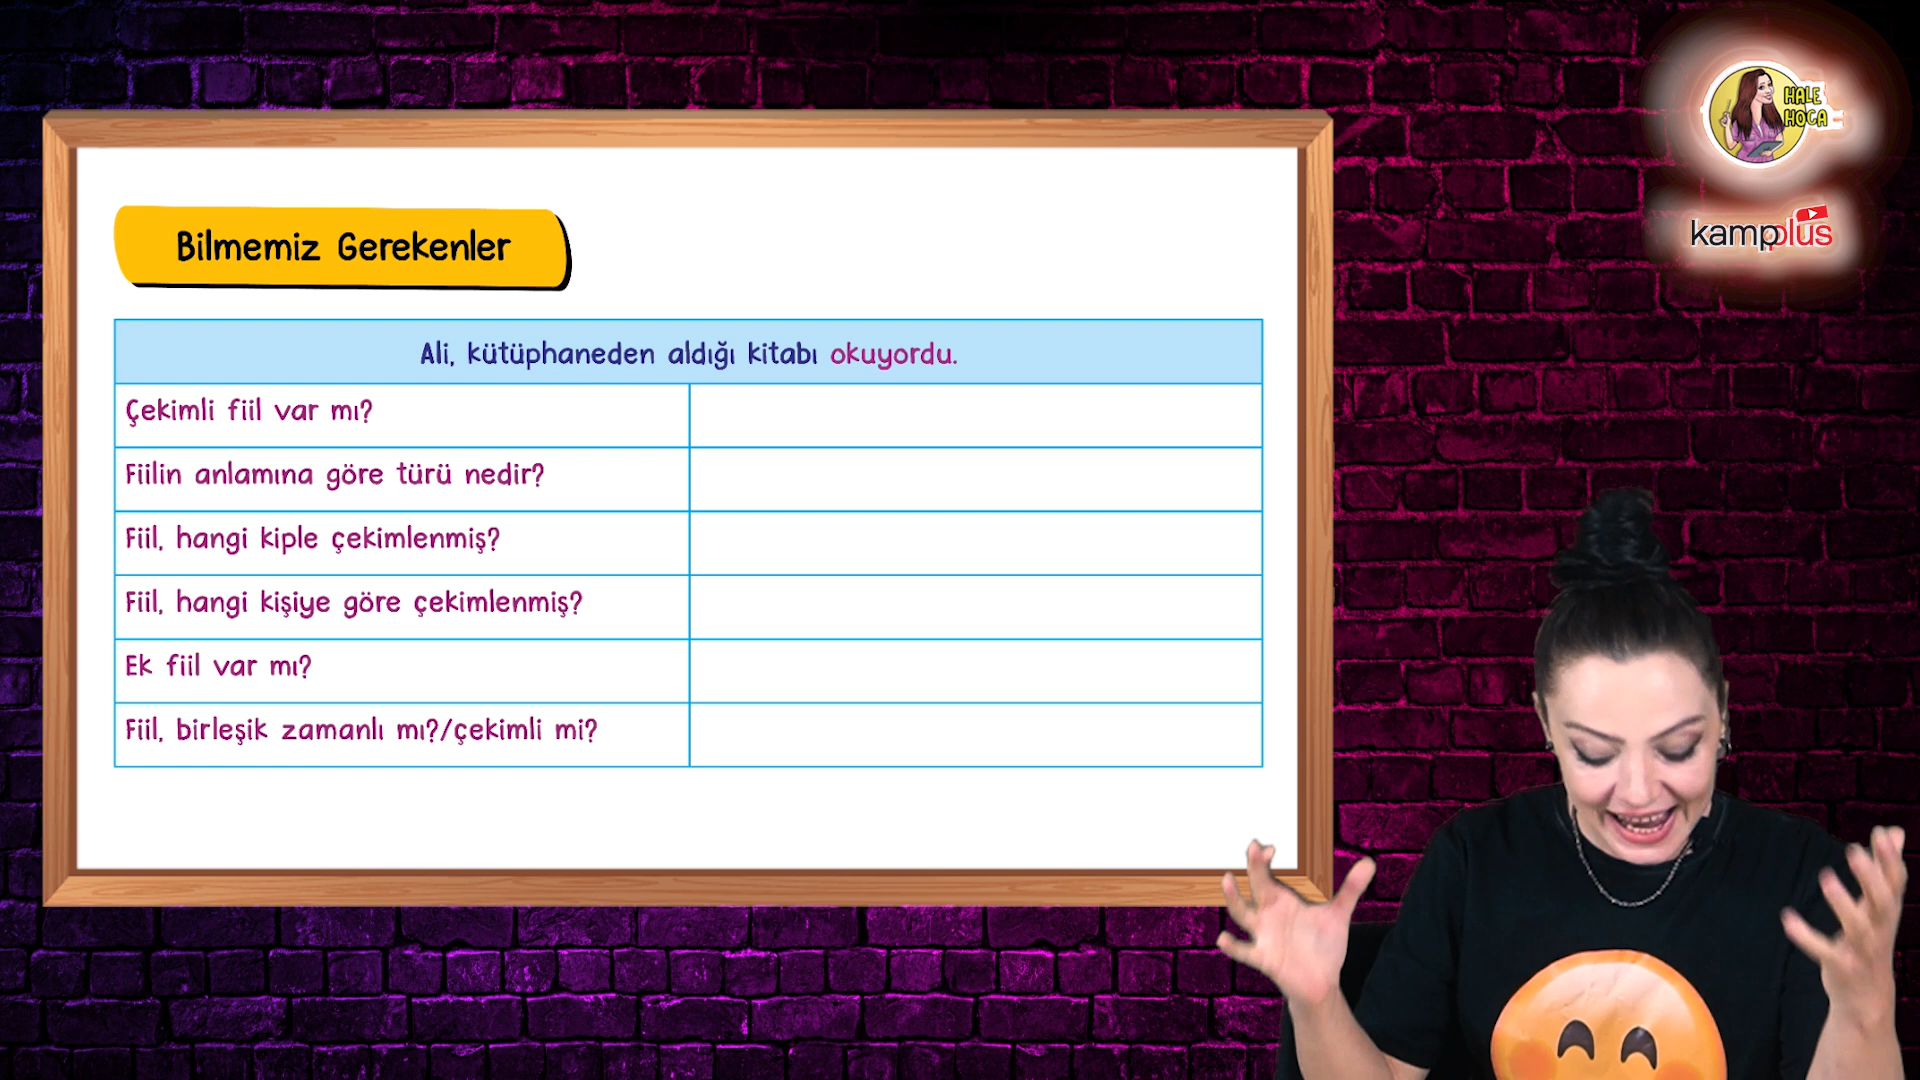 HALE
HOCA
kampplus
Bilmemiz Gerekenler
Ali, kütüphaneden aldığı kitabı okuyordu.
Çekimli fiil var mı?
Fiilin anlamına göre türü nedir?
Fiil, hangi kiple çekimlenmiş?
Fiil, hangi kişiye göre çekimlenmiş?
Ek fiil var mı?
Fiil, birleşik zamanlı mı?/çekimli mi?